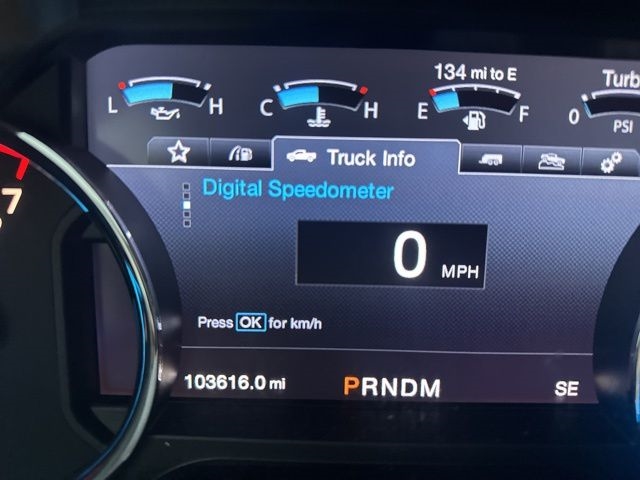 134 mi to E
L H C H E F 0 Turb
PSI
Truck Info
Digital Speedometer
7
0 MPH
Press OK for km/h
103616.0 mi PRNDM SE